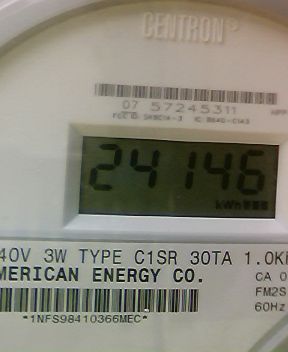 CENTRON®
07 57245311
24146
kWh
40V 3W TYPE C1SR 30TA 1.0K
MERICAN ENERGY CO.
CA 0
FM2S
60Hz
*1NFS98410366MEC*